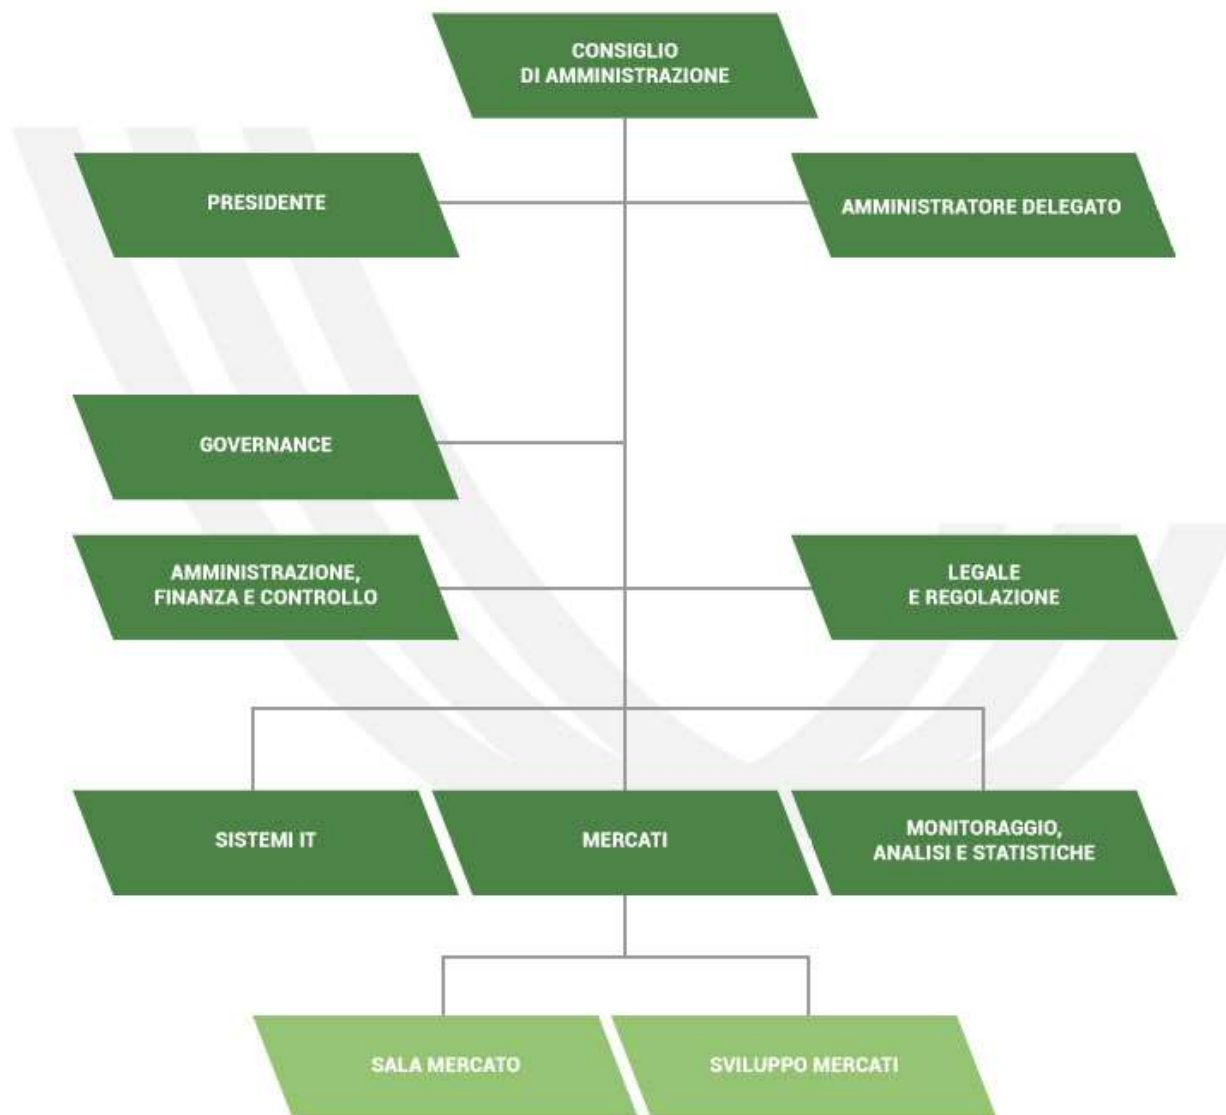 CONSIGLIO
DI AMMINISTRAZIONE
PRESIDENTE
AMMINISTRATORE DELEGATO
GOVERNANCE
AMMINISTRAZIONE,
FINANZA E CONTROLLO
LEGALE
E REGOLAZIONE
SISTEMI IT
MERCATI
MONITORAGGIO,
ANALISI E STATISTICHE
SALA MERCATO
SVILUPPO MERCATI